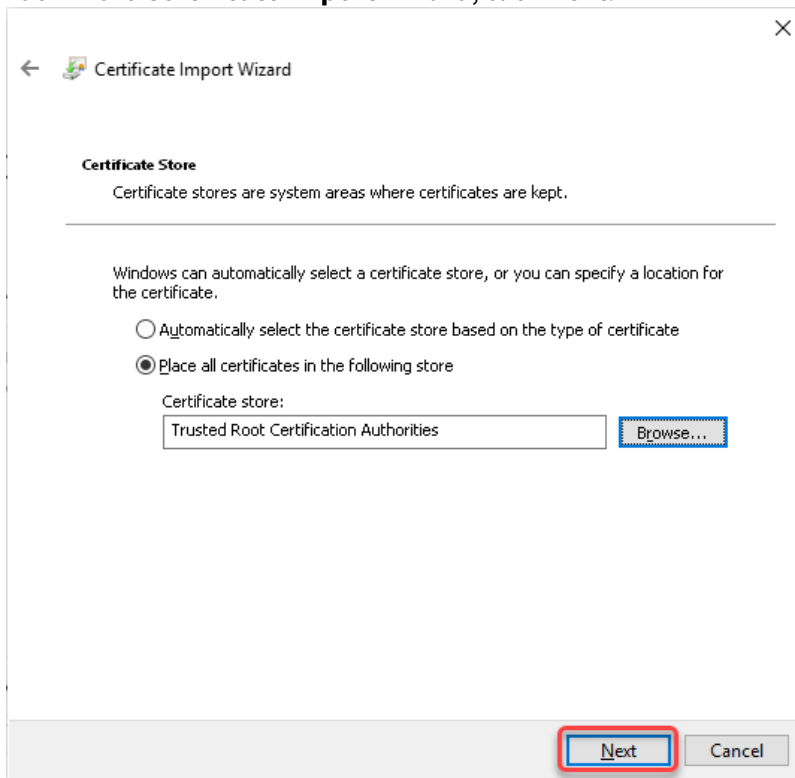 Certificate Import Wizard
Certificate Store
Certificate stores are system areas where certificates are kept.
Windows can automatically select a certificate store, or you can specify a location for
the certificate.
Automatically select the certificate store based on the type of certificate
Place all certificates in the following store
Certificate store:
Trusted Root Certification Authorities
Browse...
Next
Cancel